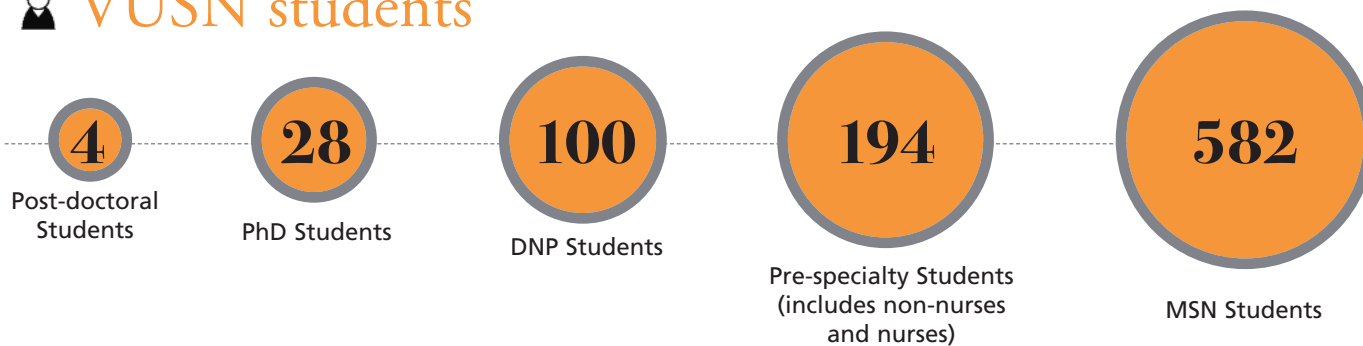 VUSN students
4
Post-doctoral
Students
28
PhD Students
100
DNP Students
194
Pre-specialty Students
(includes non-nurses
and nurses)
582
MSN Students